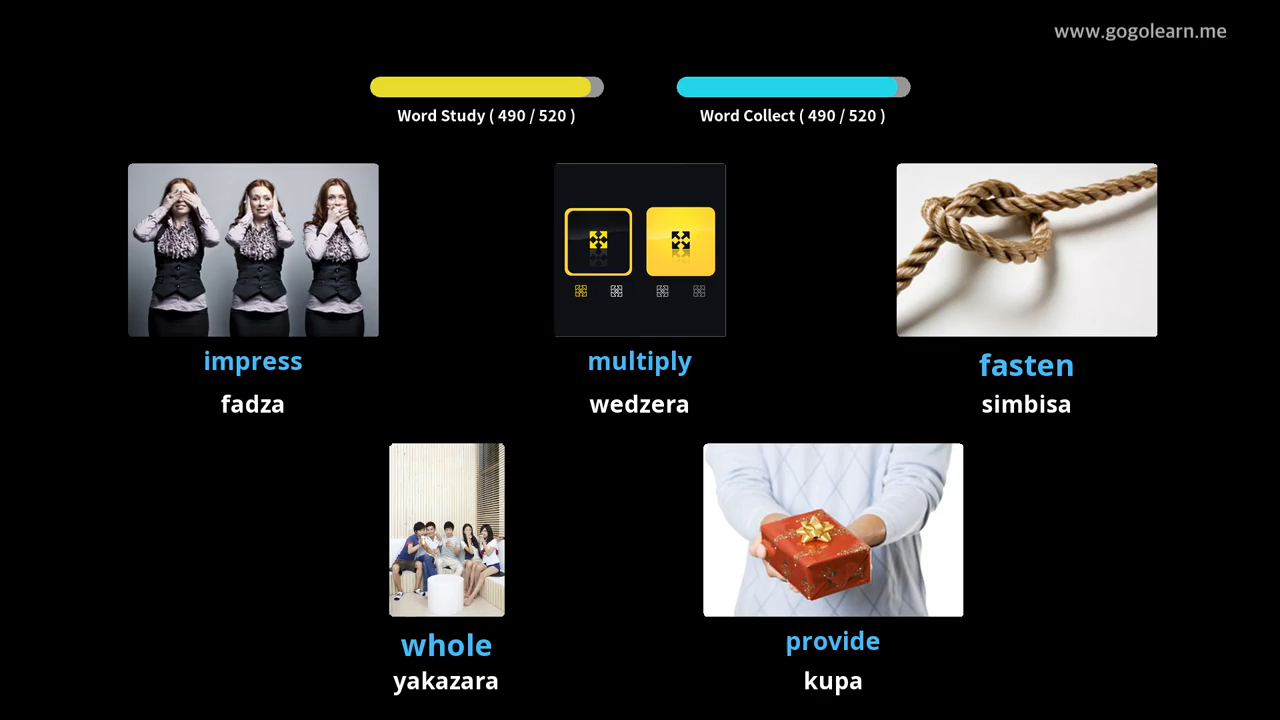 www.gogolearn.me
Word Study ( 490 / 520 )
Word Collect ( 490 / 520 )
impress
multiply
fasten
fadza
wedzera
simbisa
whole
provide
yakazara
kupa